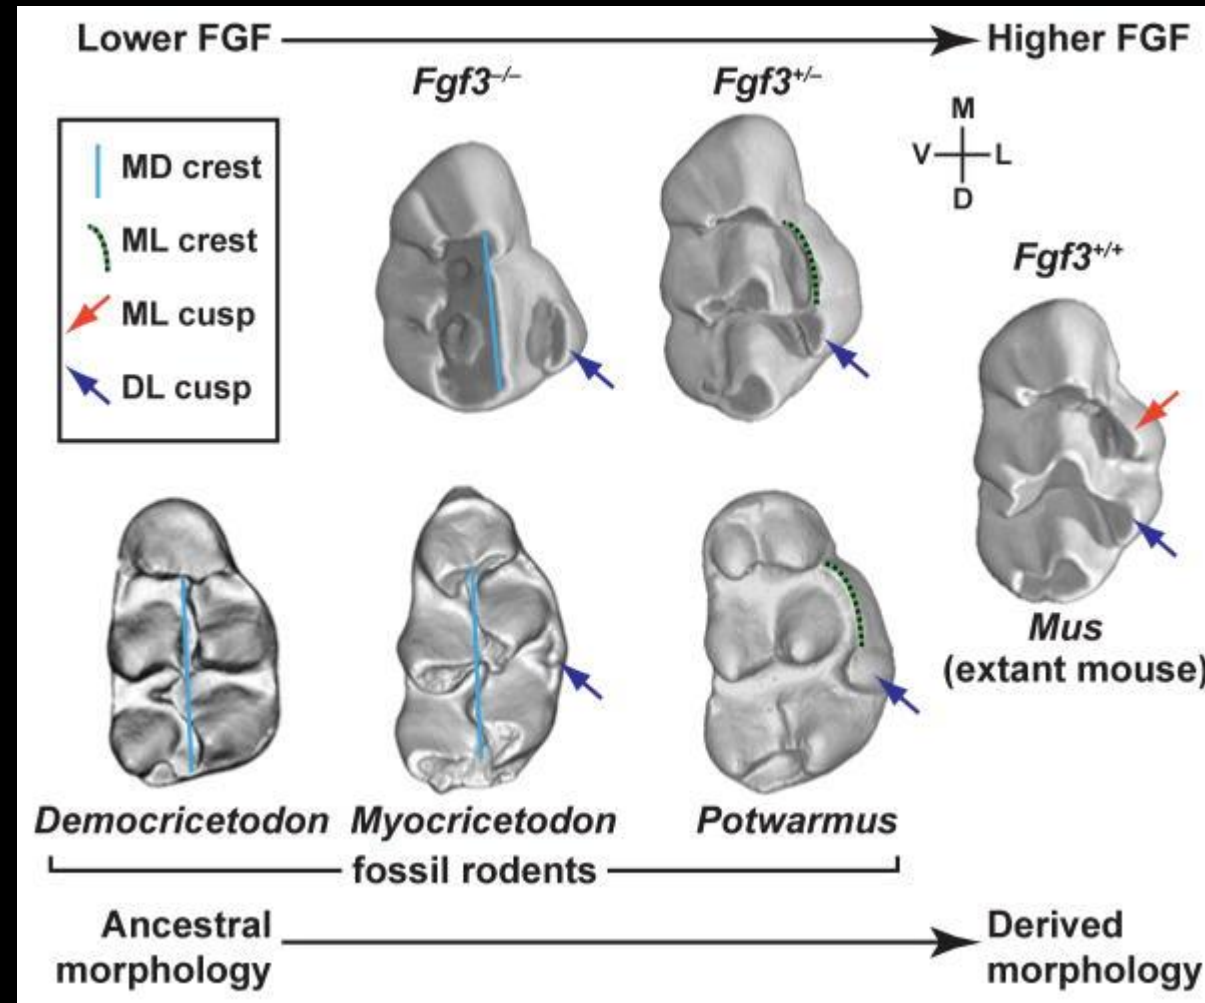 Lower FGF
Higher FGF
Fgf3–/–
Fgf3+/–
M
V
L
D
MD crest
ML crest
ML cusp
DL cusp
Fgf3+/+
Mus
(extant mouse)
Democricetodon
Myocricetodon
Potwarmus
fossil rodents
Ancestral
morphology
Derived
morphology